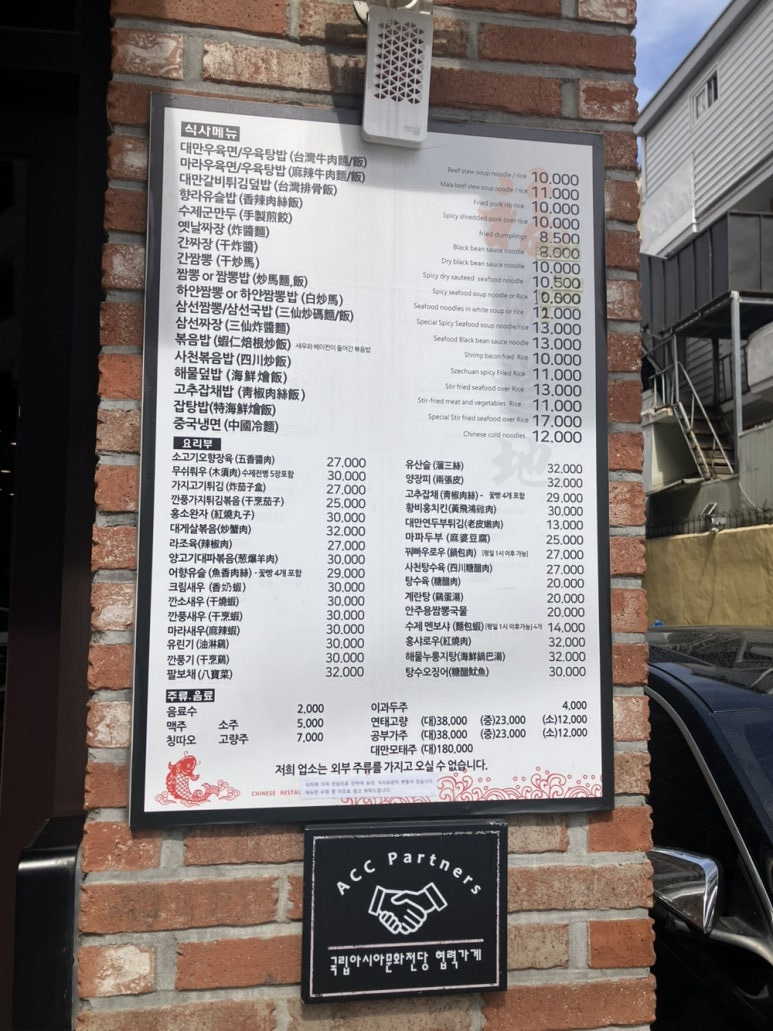 식사메뉴
대만우육면/우육탕밥 (台灣牛肉麵/飯) Beef stew soup noodle / rice 10,000
마라우육면/우육탕밥 (麻辣牛肉麵/飯) Mala beef stew soup noodle / rice 11,000
대만갈비튀김덮밥 (台灣排骨飯) Fried pork rib rice 10,000
향라유슬밥 (香辣肉絲飯) Spicy shredded pork over rice 10,000
수제군만두 (手製煎餃) fried dumplings 8,500
옛날짜장 (炸醬麵) Black bean sauce noodle 8,000
간짜장 (干炸醬) Dry black bean sauce noodle 10,000
간짬뽕 (干炒馬) Spicy dry sauteed seafood noodle 10,500
짬뽕 or 짬뽕밥 (炒馬麵,飯) Spicy seafood soup noodle or Rice 10,000
하얀짬뽕 or 하얀짬뽕밥 (白炒馬) Seafood noodles in white soup or rice 11,000
삼선짬뽕/삼선국밥 (三仙炒碼麵/飯) Special Spicy Seafood soup noodle/rice 13,000
삼선짜장 (三仙炸醬麵) Seafood Black bean sauce noodle 13,000
볶음밥 (蝦仁焙根炒飯) 새우와 베이컨이 들어간 볶음밥 Shrimp bacon fried Rice 10,000
사천볶음밥 (四川炒飯) Szechuan spicy Fried Rice 11,000
해물덮밥 (海鮮燴飯) Stir fried seafood over Rice 13,000
고추잡채밥 (青椒肉絲飯) Stir-fried meat and vegetables Rice 11,000
잡탕밥(特海鮮燴飯) Special Stir fried seafood over Rice 17,000
중국냉면 (中國冷麵) Chinese cold noodles 12,000
요리부
소고기오향장육 (五香醬肉) 27,000
무쉬뤄우 (木須肉) 수제전병 5장포함 30,000
가지고기튀김 (炸茄子盒) 27,000
깐풍가지튀김볶음 (干烹茄子) 25,000
홍소완자 (紅燒丸子) 30,000
대게살볶음(炒蟹肉) 32,000
라조육(辣椒肉) 27,000
양고기대파볶음(葱爆羊肉) 30,000
어향유슬 (魚香肉絲) - 꽃빵 4개 포함 29,000
크림새우 (香奶蝦) 30,000
깐소새우 (干燒蝦) 30,000
깐풍새우 (干烹蝦) 30,000
마라새우(麻辣蝦) 30,000
유린기 (油淋鷄) 30,000
깐풍기 (干烹鷄) 30,000
팔보채 (八寶菜) 32,000
유산슬 (溜三絲) 32,000
양장피 (兩張皮) 32,000
고추잡채 (青椒肉絲) - 꽃빵 4개 포함 29,000
황비홍치킨(黃飛鴻雞肉) 30,000
대만연두부튀김(老皮嫩肉) 13,000
마파두부 (麻婆豆腐) 25,000
꿔빠우로우 (鍋包肉) [평일 1시 이후 가능] 27,000
사천탕수육 (四川糖醋肉) 27,000
탕수육 (糖醋肉) 20,000
계란탕 (鷄蛋湯) 20,000
안주용짬뽕국물 20,000
수제 멘보샤 (麵包蝦) [평일 1시 이후가능] 4개 14,000
홍샤로우(紅燒肉) 32,000
해물누룽지탕(海鮮鍋巴湯) 32,000
탕수오징어(糖醋魷魚) 30,000
주류.음료
음료수 2,000
맥주 소주 5,000
칭따오 고량주 7,000
이과두주 4,000
연태고량 (대)38,000 (중)23,000 (소)12,000
공부가주 (대)38,000 (중)23,000 (소)12,000
대만모태주 (대)180,000
저희 업소는 외부 주류를 가지고 오실 수 없습니다.
CHINESE RESTAU
地
ACC Partners
국립아시아문화전당 협력가게